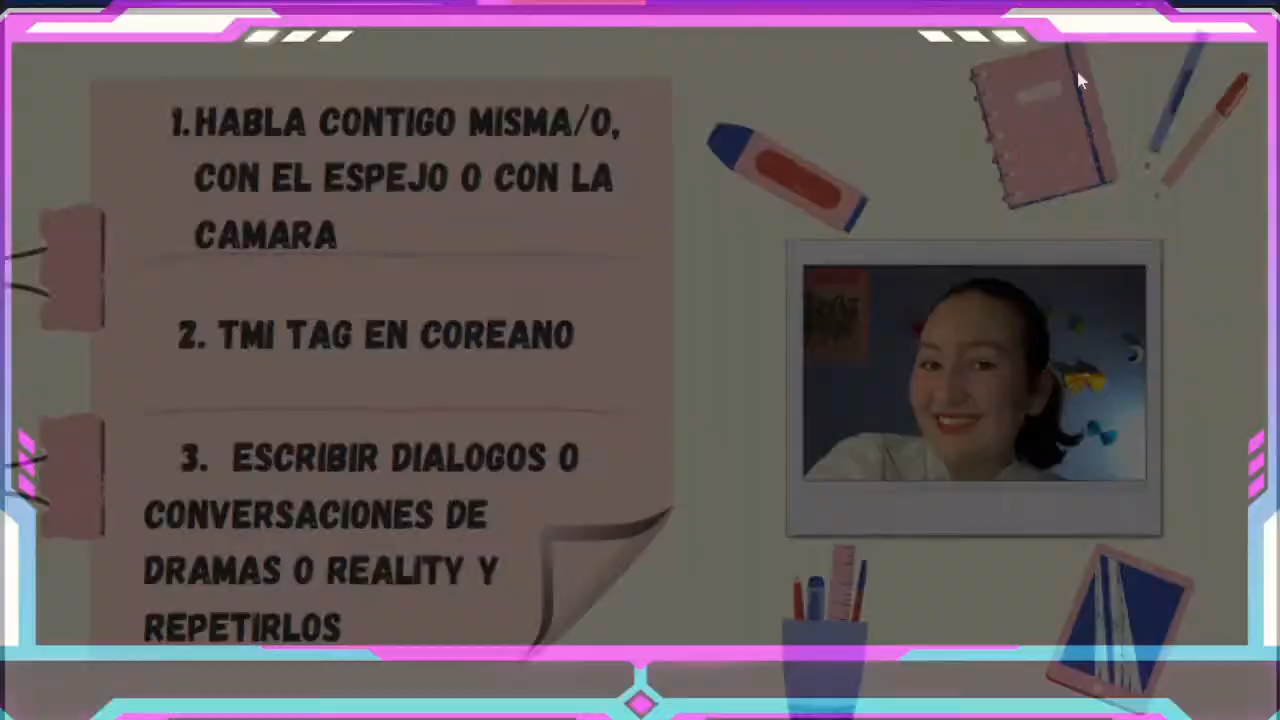 1.HABLA CONTIGO MISMA/O,
CON EL ESPEJO O CON LA
CAMARA
2. TMI TAG EN COREANO
3. ESCRIBIR DIALOGOS O
CONVERSACIONES DE
DRAMAS O REALITY Y
REPETIRLOS